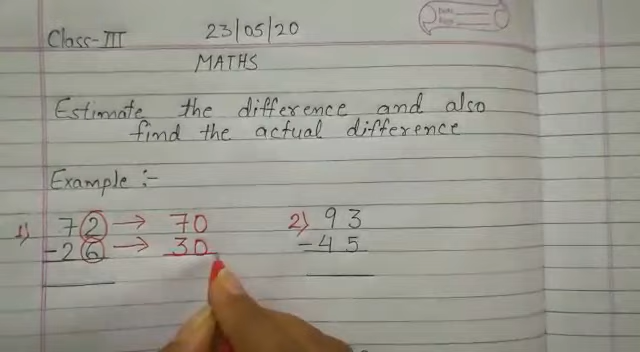 Class-III 23/05/20
MATHS
Estimate the difference and also
find the actual difference
Example :-
1) 72 → 70 2) 93
-26 → 30 -45